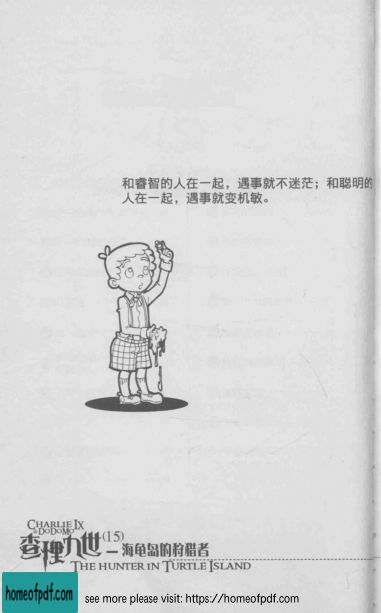 和睿智的人在一起，遇事就不迷茫；和聪明的
人在一起，遇事就变机敏。
CHARLIE IX
& DODOMO
查理九世(15)
—海龟岛的狩猎者
THE HUNTER IN TURTLE ISLAND
homeofpdf.com
see more please visit: https://homeofpdf.com